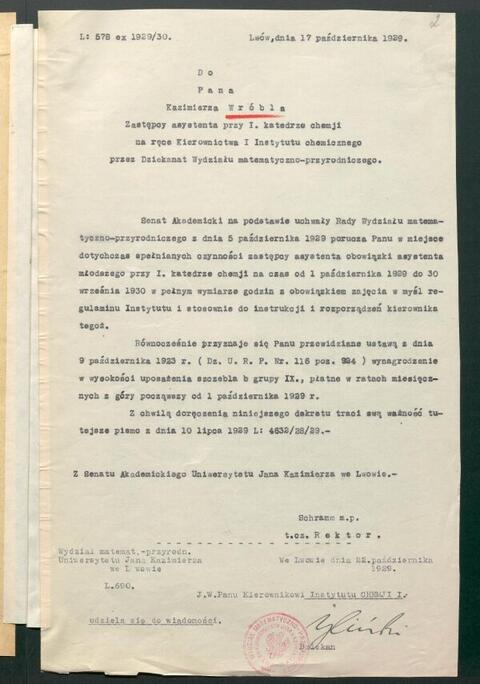 2
L: 578 ex 1929/30. Lwów, dnia 17 października 1929.
Do
Pana
Kazimierza Wróbla
Zastępcy asystenta przy I. katedrze chemji
na ręce Kierownictwa I Instytutu chemicznego
przez Dziekanat Wydziału matematyczno-przyrodniczego.
Senat Akademicki na podstawie uchwały Rady Wydziału matema-
tyczno-przyrodniczego z dnia 5 października 1929 porucza Panu w miejsce
dotychczas spełnianych czynności zastępcy asystenta obowiązki asystenta
młodszego przy I. katedrze chemji na czas od 1 października 1929 do 30
września 1930 w pełnym wymiarze godzin z obowiązkiem zajęcia w myśl re-
gulaminu Instytutu i stosownie do instrukcji i rozporządzeń kierownika
tegoż.
Równocześnie przyznaje się Panu przewidziane ustawą z dnia
9 października 1923 r. ( Dz. U. R. P. Nr. 116 poz. 924 ) wynagrodzenie
w wysokości uposażenia szczebla b grupy IX., płatne w ratach miesięcz-
nych z góry począwszy od 1 października 1929 r.
Z chwilą doręczenia niniejszego dekretu traci swą ważność tu-
tejsze pismo z dnia 10 lipca 1929 L: 4632/28/29.-
Z Senatu Akademickiego Uniwersytetu Jana Kazimierza we Lwowie.-
Schramm m.p.
t.cz. Rektor.
Wydział matemat.-przyrodn.
Uniwersytetu Jana Kazimierza
we Lwowie
We Lwowie dnia 22.października
1929.
L.690.
J.W.Panu Kierownikowi Instytutu CHEMJI I.
udziela się do wiadomości.
Dziekan